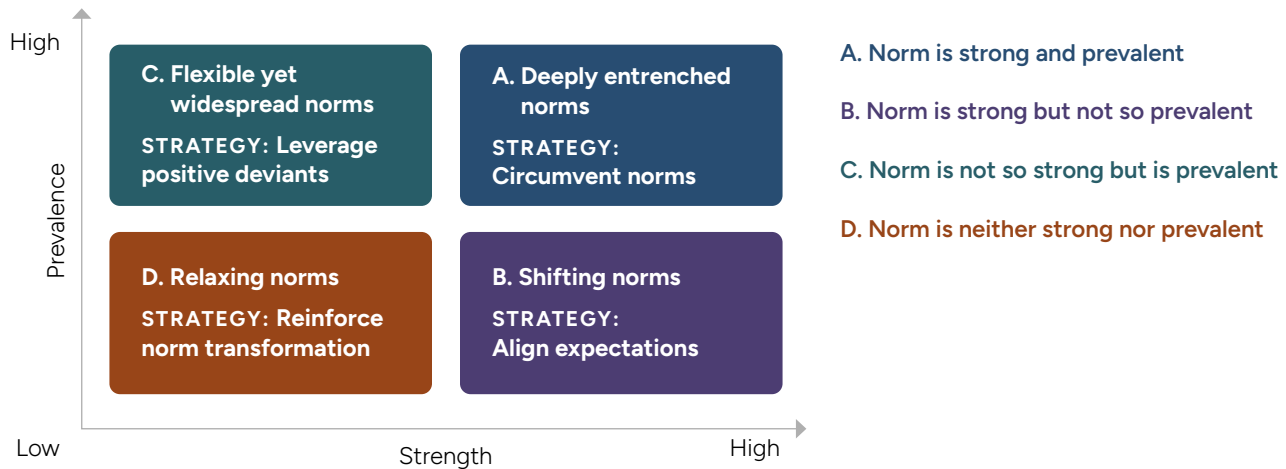 High
C. Flexible yet
widespread norms
STRATEGY: Leverage
positive deviants
A. Deeply entrenched
norms
STRATEGY:
Circumvent norms
Prevalence
D. Relaxing norms
STRATEGY: Reinforce
norm transformation
B. Shifting norms
STRATEGY:
Align expectations
Low
Strength
High
A. Norm is strong and prevalent
B. Norm is strong but not so prevalent
C. Norm is not so strong but is prevalent
D. Norm is neither strong nor prevalent